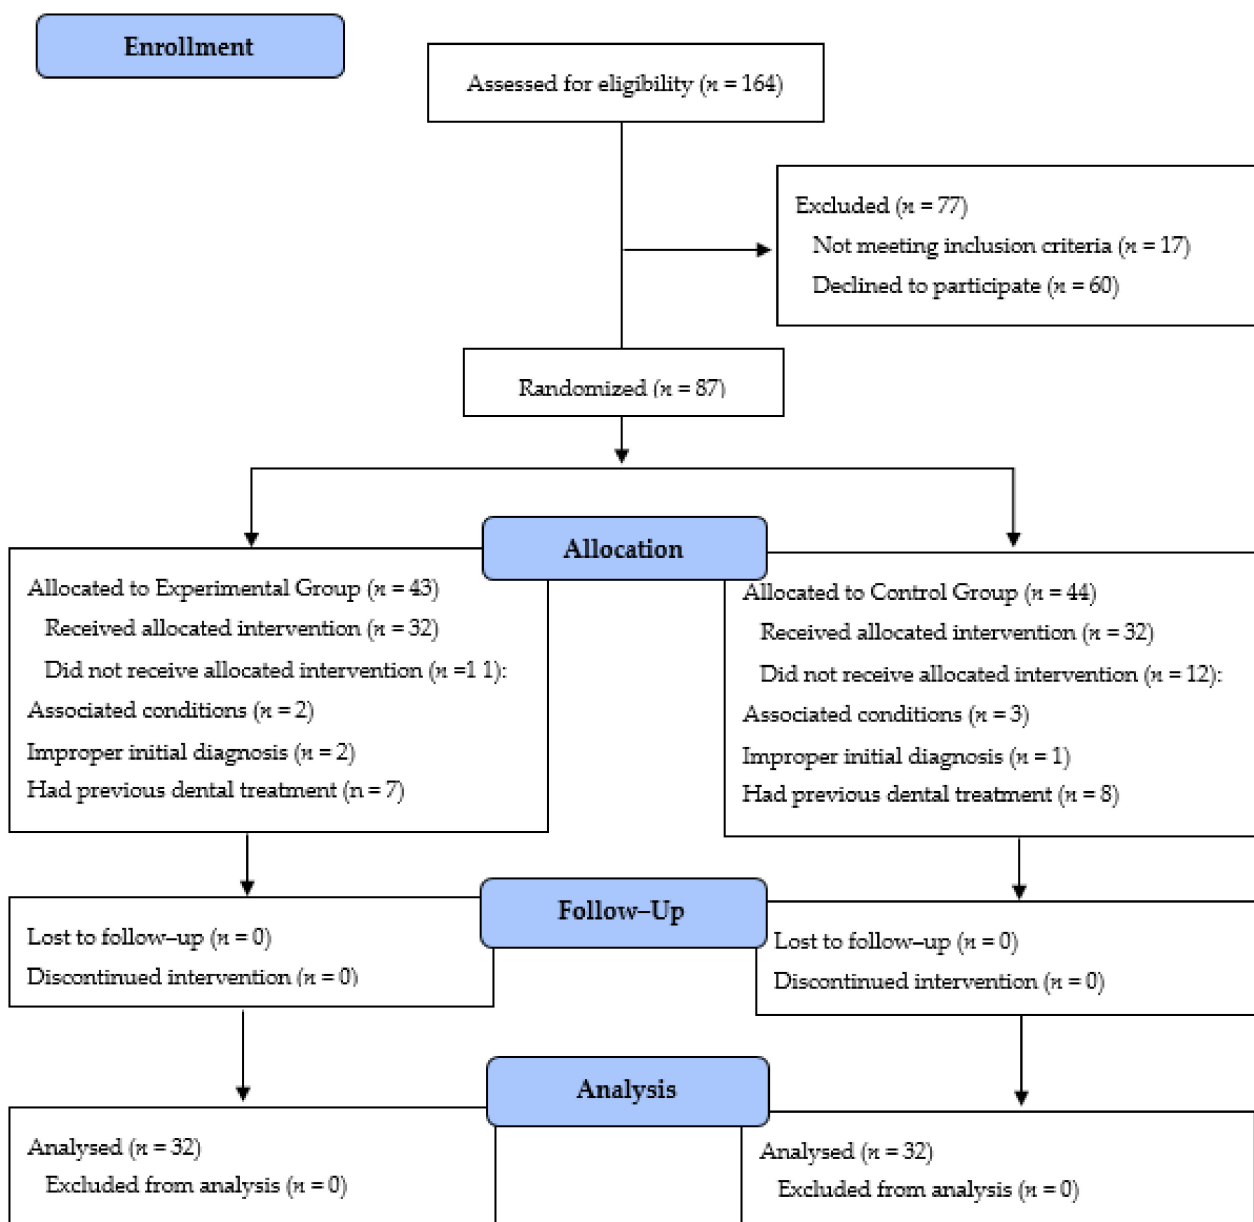 Enrollment
Assessed for eligibility (n = 164)
Excluded (n = 77)
Not meeting inclusion criteria (n = 17)
Declined to participate (n = 60)
Randomized (n = 87)
Allocation
Allocated to Experimental Group (n = 43)
Received allocated intervention (n = 32)
Did not receive allocated intervention (n =1 1):
Associated conditions (n = 2)
Improper initial diagnosis (n = 2)
Had previous dental treatment (n = 7)
Allocated to Control Group (n = 44)
Received allocated intervention (n = 32)
Did not receive allocated intervention (n = 12):
Associated conditions (n = 3)
Improper initial diagnosis (n = 1)
Had previous dental treatment (n = 8)
Follow–Up
Lost to follow–up (n = 0)
Discontinued intervention (n = 0)
Lost to follow–up (n = 0)
Discontinued intervention (n = 0)
Analysis
Analysed (n = 32)
Excluded from analysis (n = 0)
Analysed (n = 32)
Excluded from analysis (n = 0)